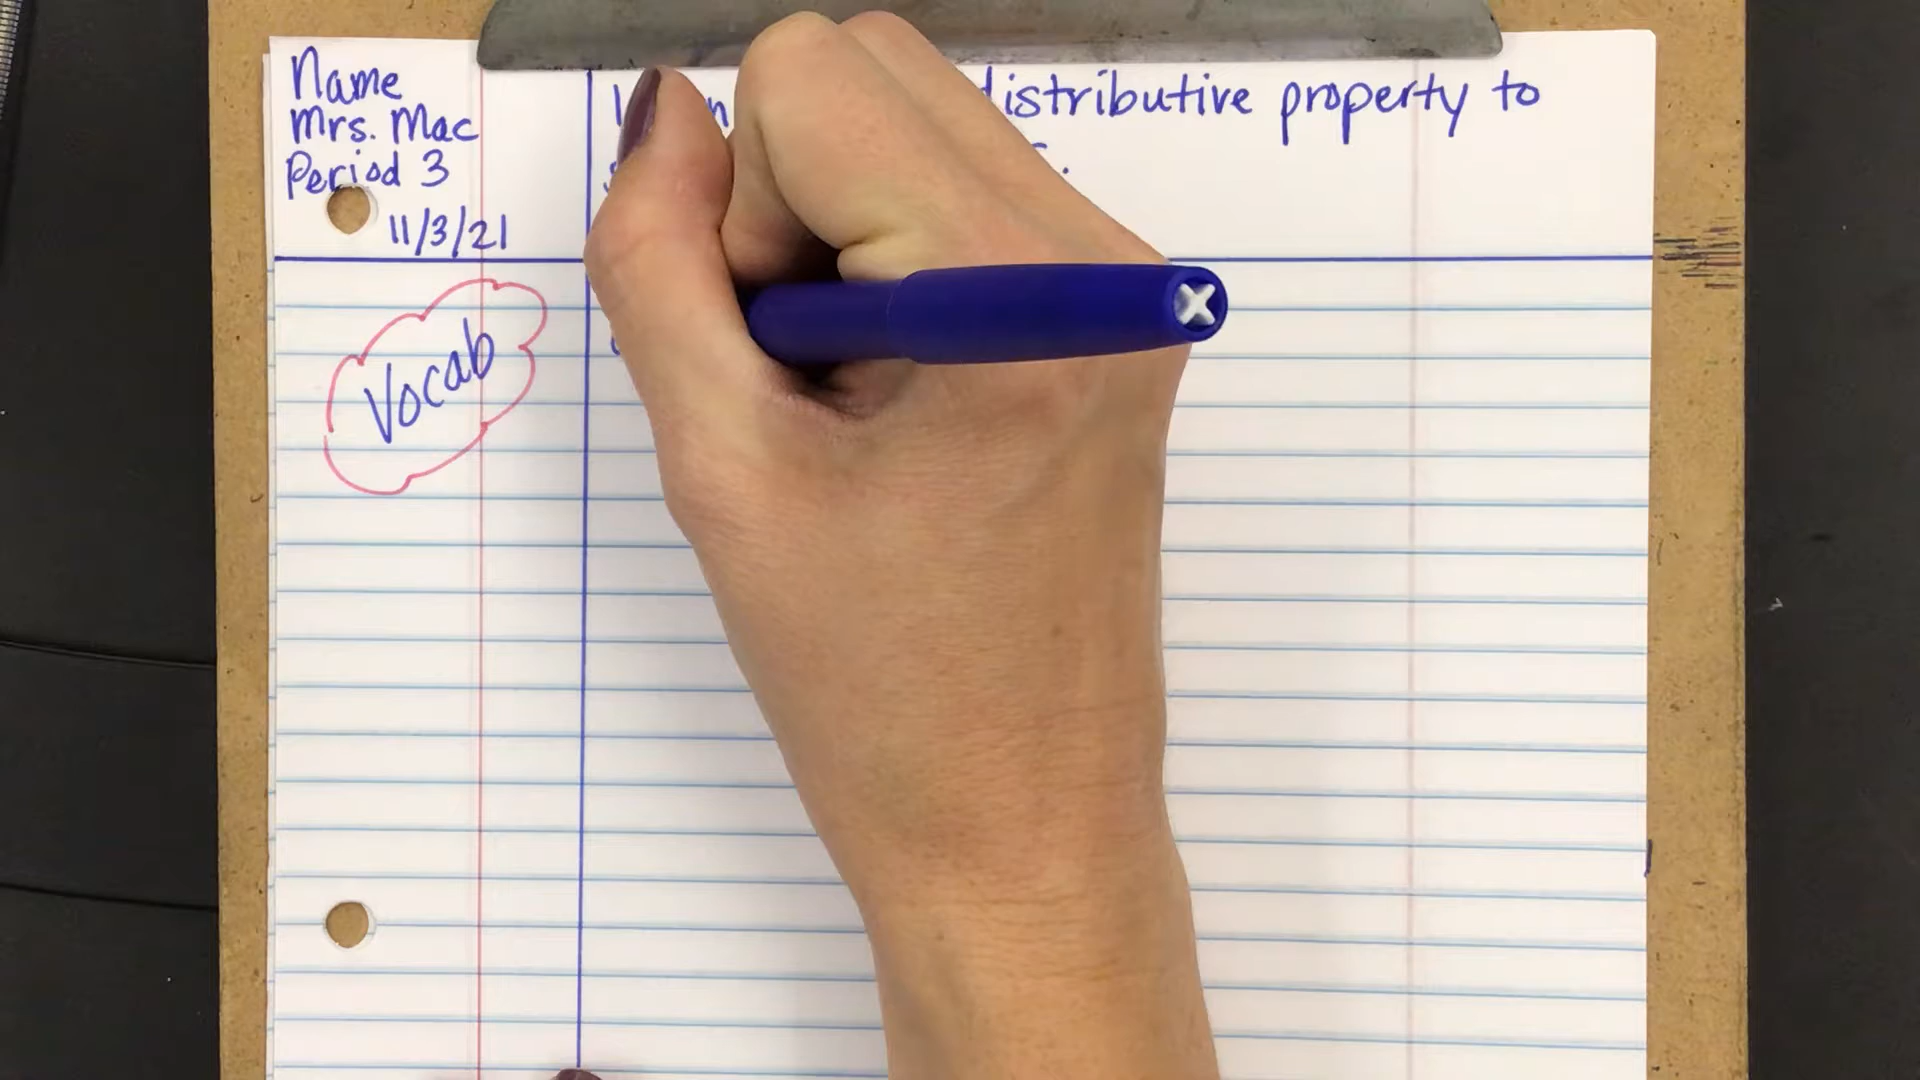 Name
Mrs. Mac
Period 3
11/3/21
distributive property to
Vocab